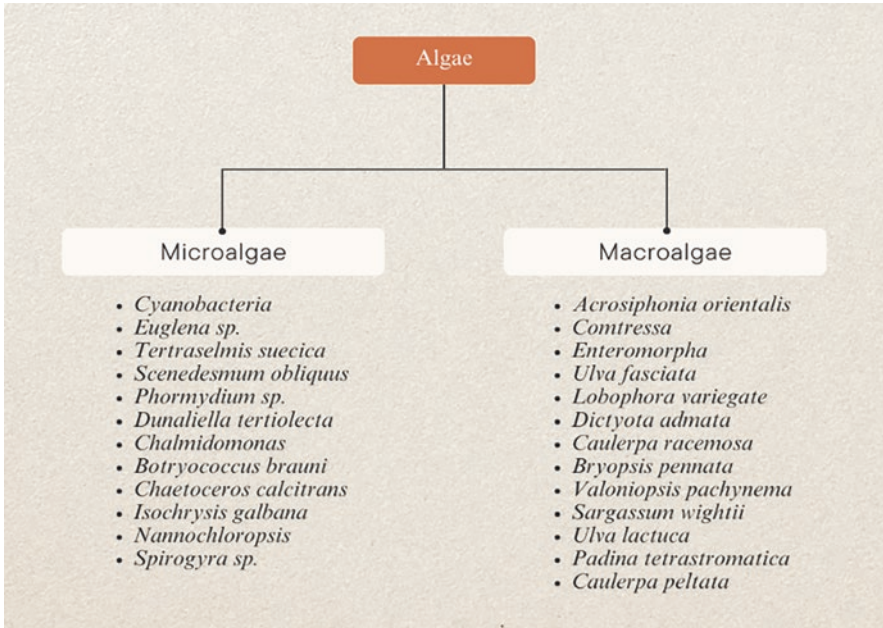 Algae
Microalgae
• Cyanobacteria
• Euglena sp.
• Tertraselmis suecica
• Scenedesmum obliquus
• Phormydium sp.
• Dunaliella tertiolecta
• Chalmidomonas
• Botryococcus brauni
• Chaetoceros calcitrans
• Isochrysis galbana
• Nannochloropsis
• Spirogyra sp.
Macroalgae
• Acrosiphonia orientalis
• Comtressa
• Enteromorpha
• Ulva fasciata
• Lobophora variegate
• Dictyota admata
• Caulerpa racemosa
• Bryopsis pennata
• Valoniopsis pachynema
• Sargassum wightii
• Ulva lactuca
• Padina tetrastromatica
• Caulerpa peltata